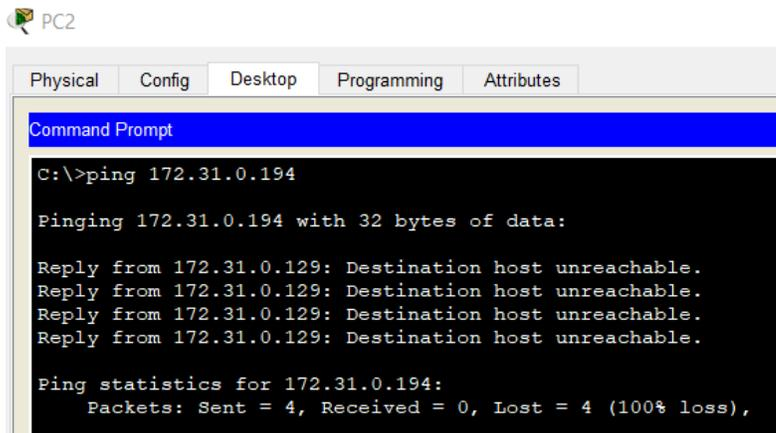 PC2
Physical Config Desktop Programming Attributes
Command Prompt
C:\>ping 172.31.0.194
Pinging 172.31.0.194 with 32 bytes of data:
Reply from 172.31.0.129: Destination host unreachable.
Reply from 172.31.0.129: Destination host unreachable.
Reply from 172.31.0.129: Destination host unreachable.
Reply from 172.31.0.129: Destination host unreachable.
Ping statistics for 172.31.0.194:
Packets: Sent = 4, Received = 0, Lost = 4 (100% loss),